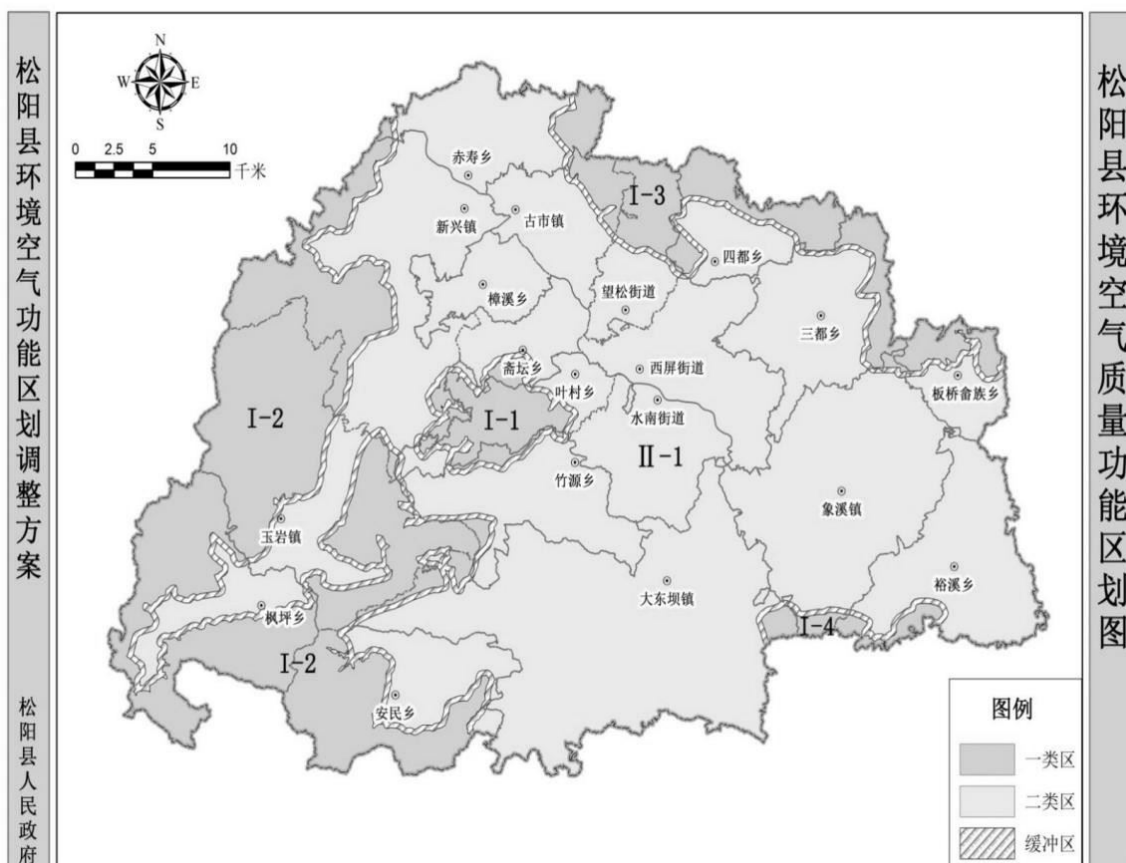 松阳县环境空气功能区划调整方案
松阳县人民政府
N
W
E
S
0
2.5
5
10
千米
赤寿乡
I-3
新兴镇
古市镇
四都乡
樟溪乡
望松街道
三都乡
斋坛乡
西屏街道
叶村乡
板桥畲族乡
水南街道
I-2
I-1
II-1
竹源乡
象溪镇
玉岩镇
裕溪乡
大东坝镇
枫坪乡
I-4
I-2
安民乡
图例
一类区
二类区
缓冲区
松阳县环境空气质量功能区划图